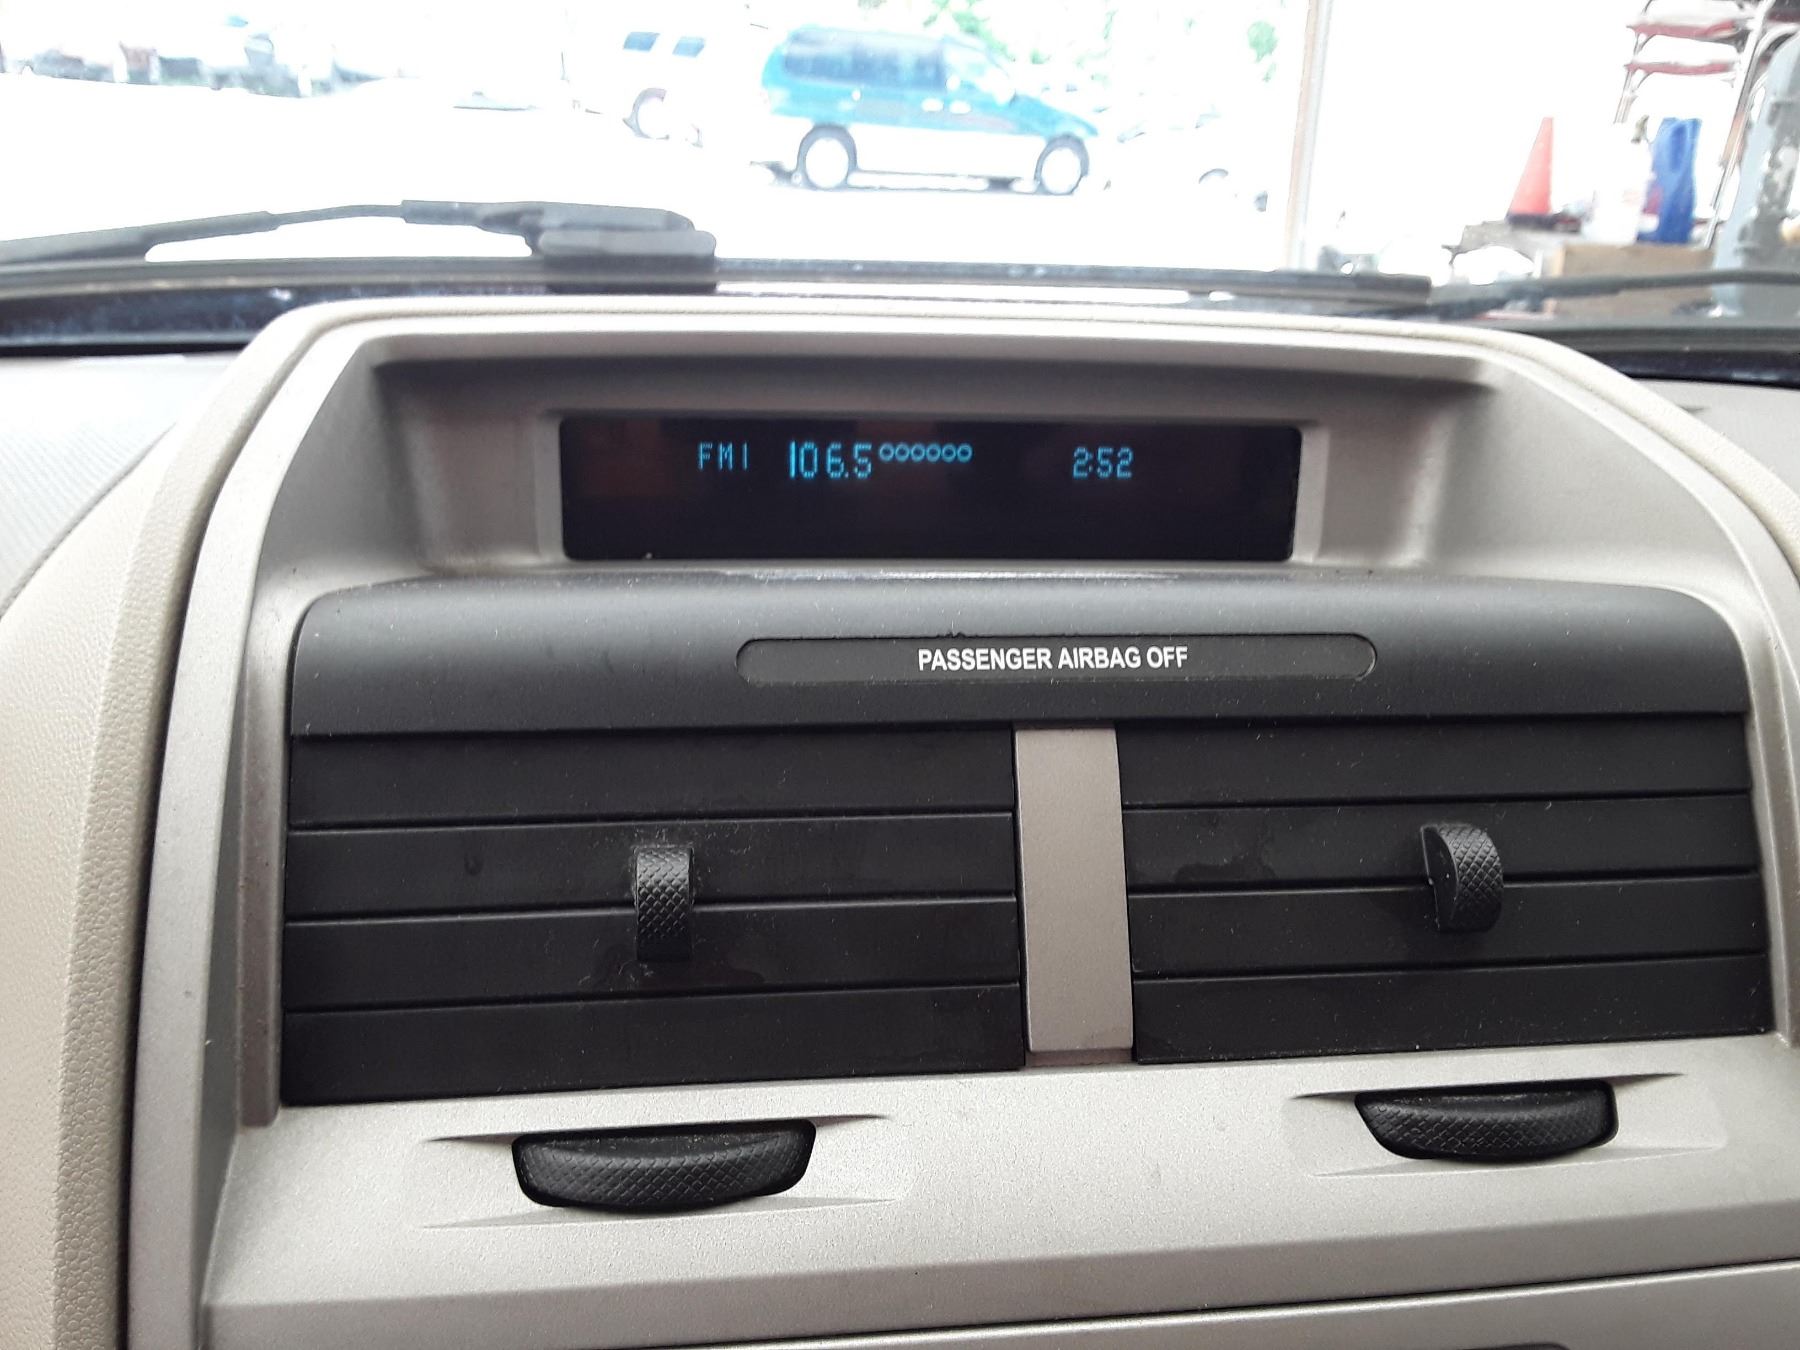 FM1 106.5 °°°°°° 2:52
PASSENGER AIRBAG OFF